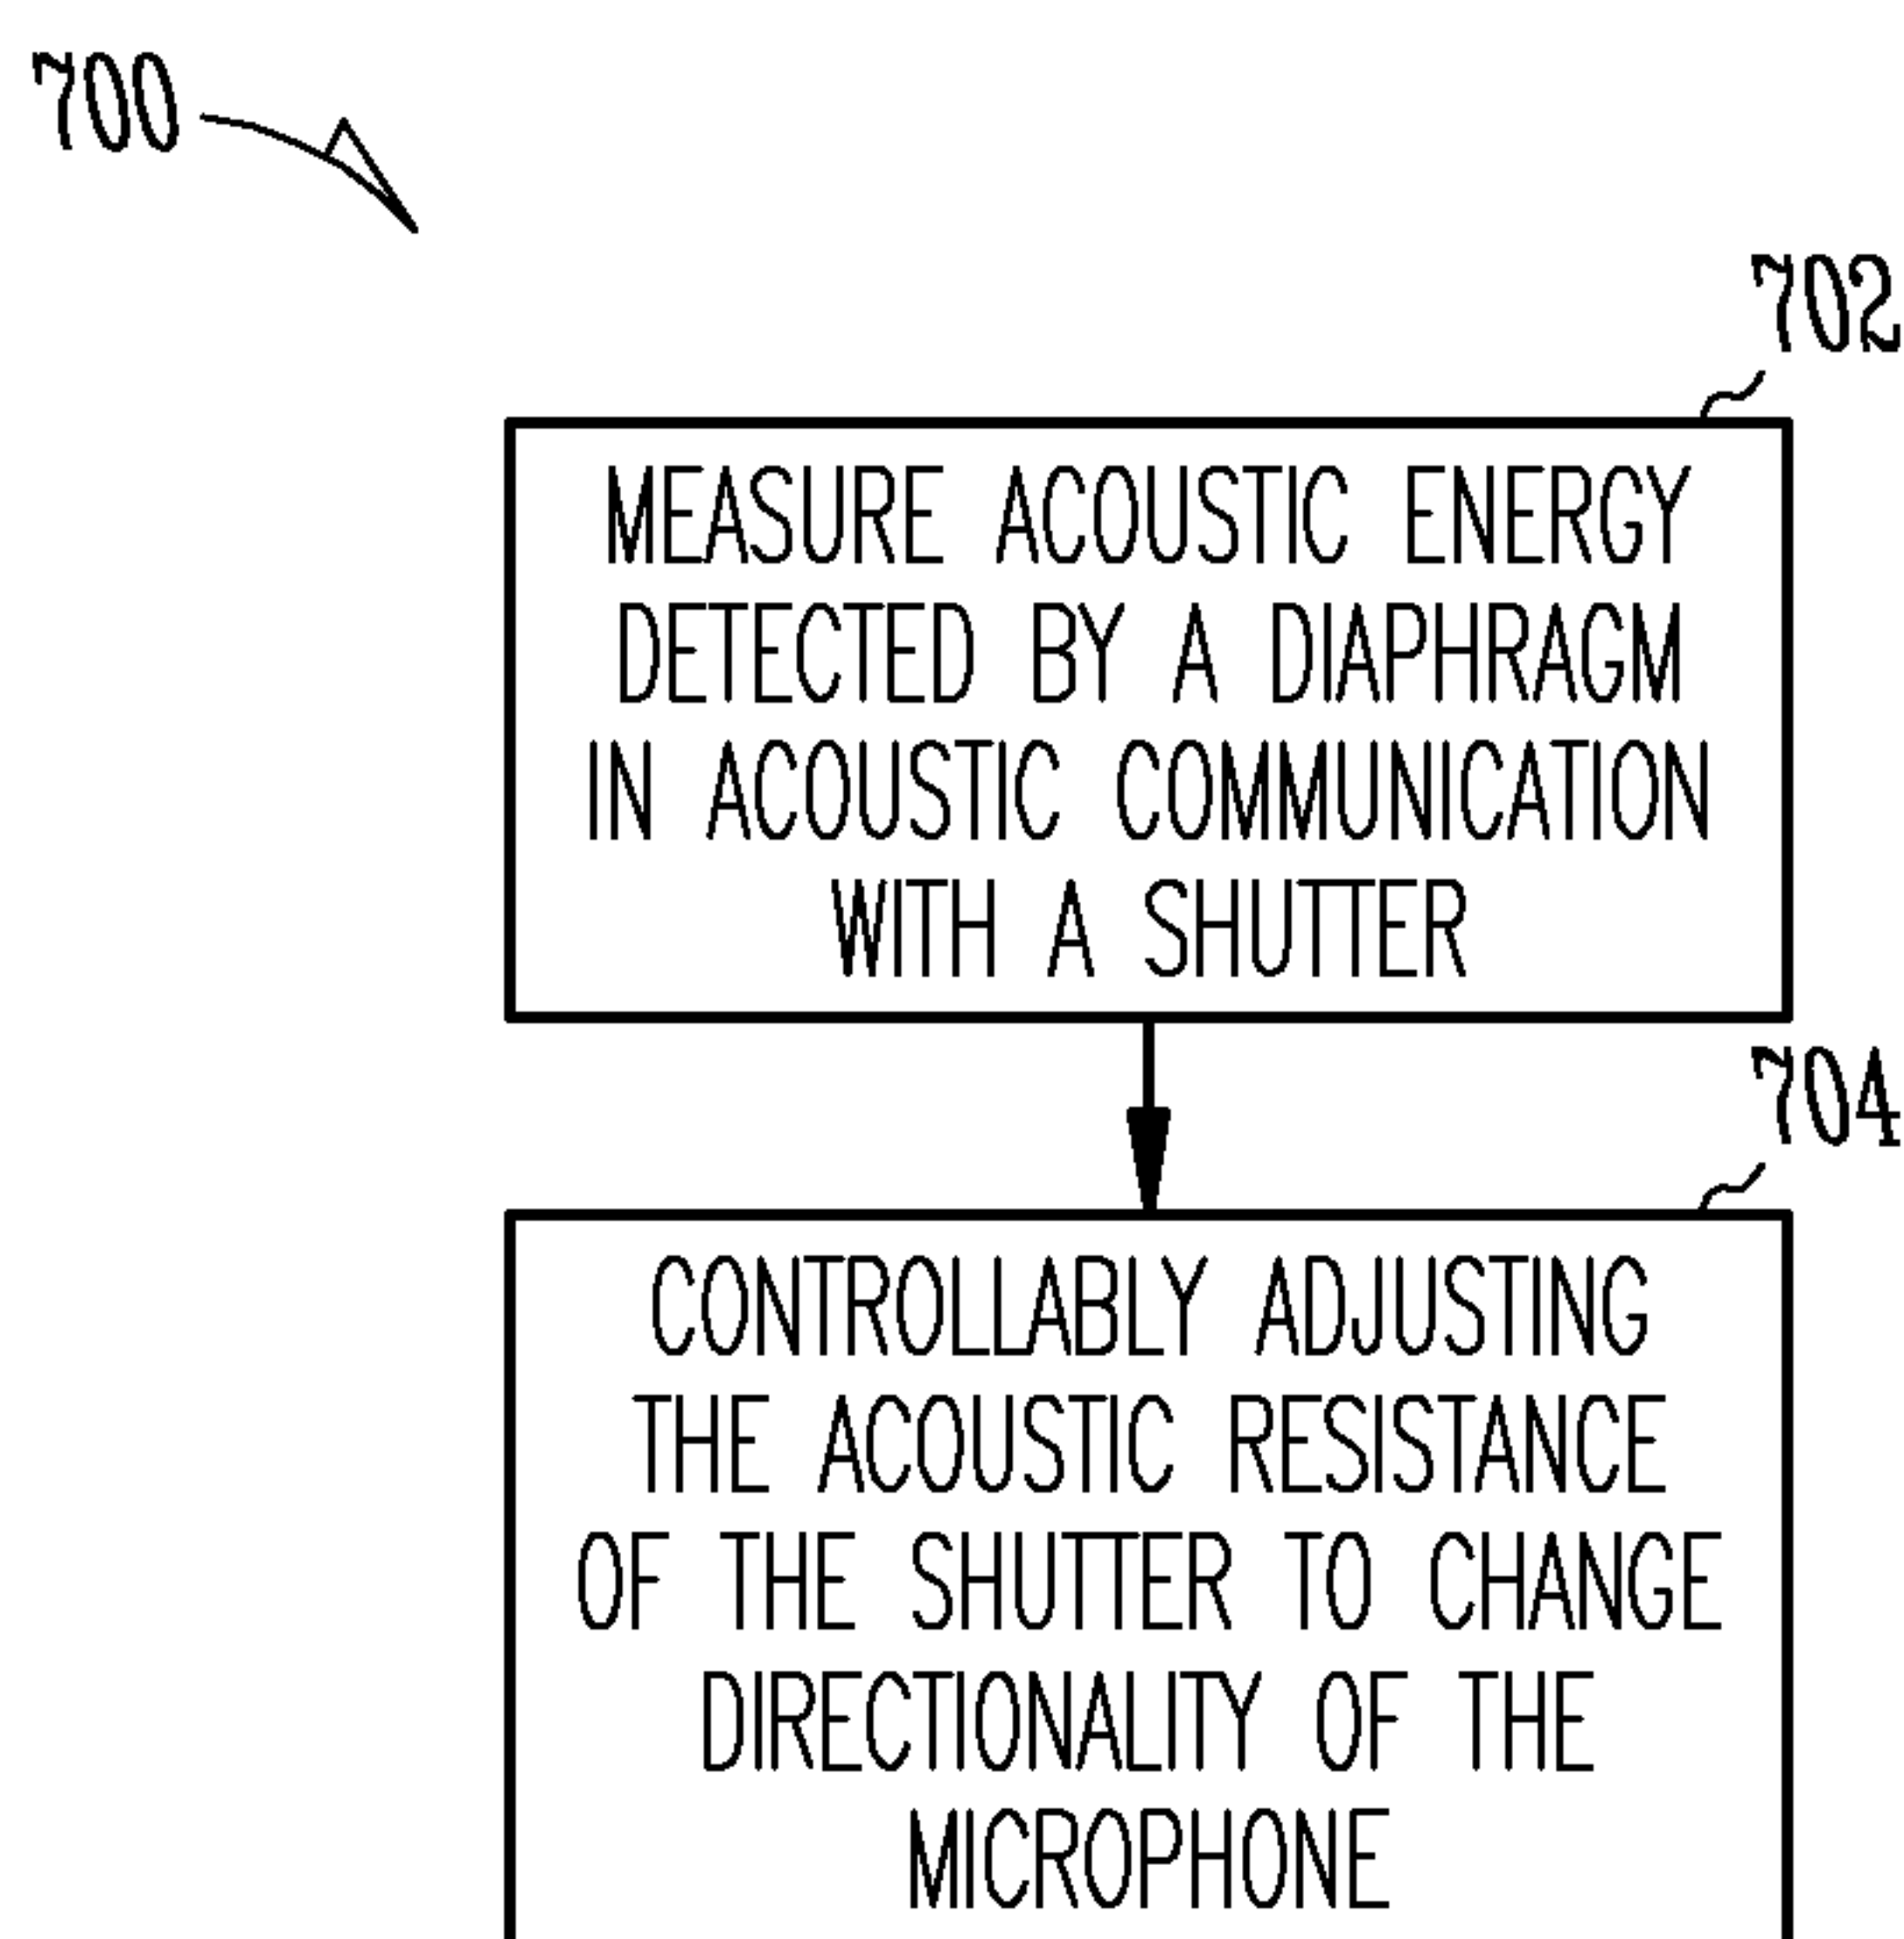 700
702
MEASURE ACOUSTIC ENERGY
DETECTED BY A DIAPHRAGM
IN ACOUSTIC COMMUNICATION
WITH A SHUTTER
704
CONTROLLABLY ADJUSTING
THE ACOUSTIC RESISTANCE
OF THE SHUTTER TO CHANGE
DIRECTIONALITY OF THE
MICROPHONE